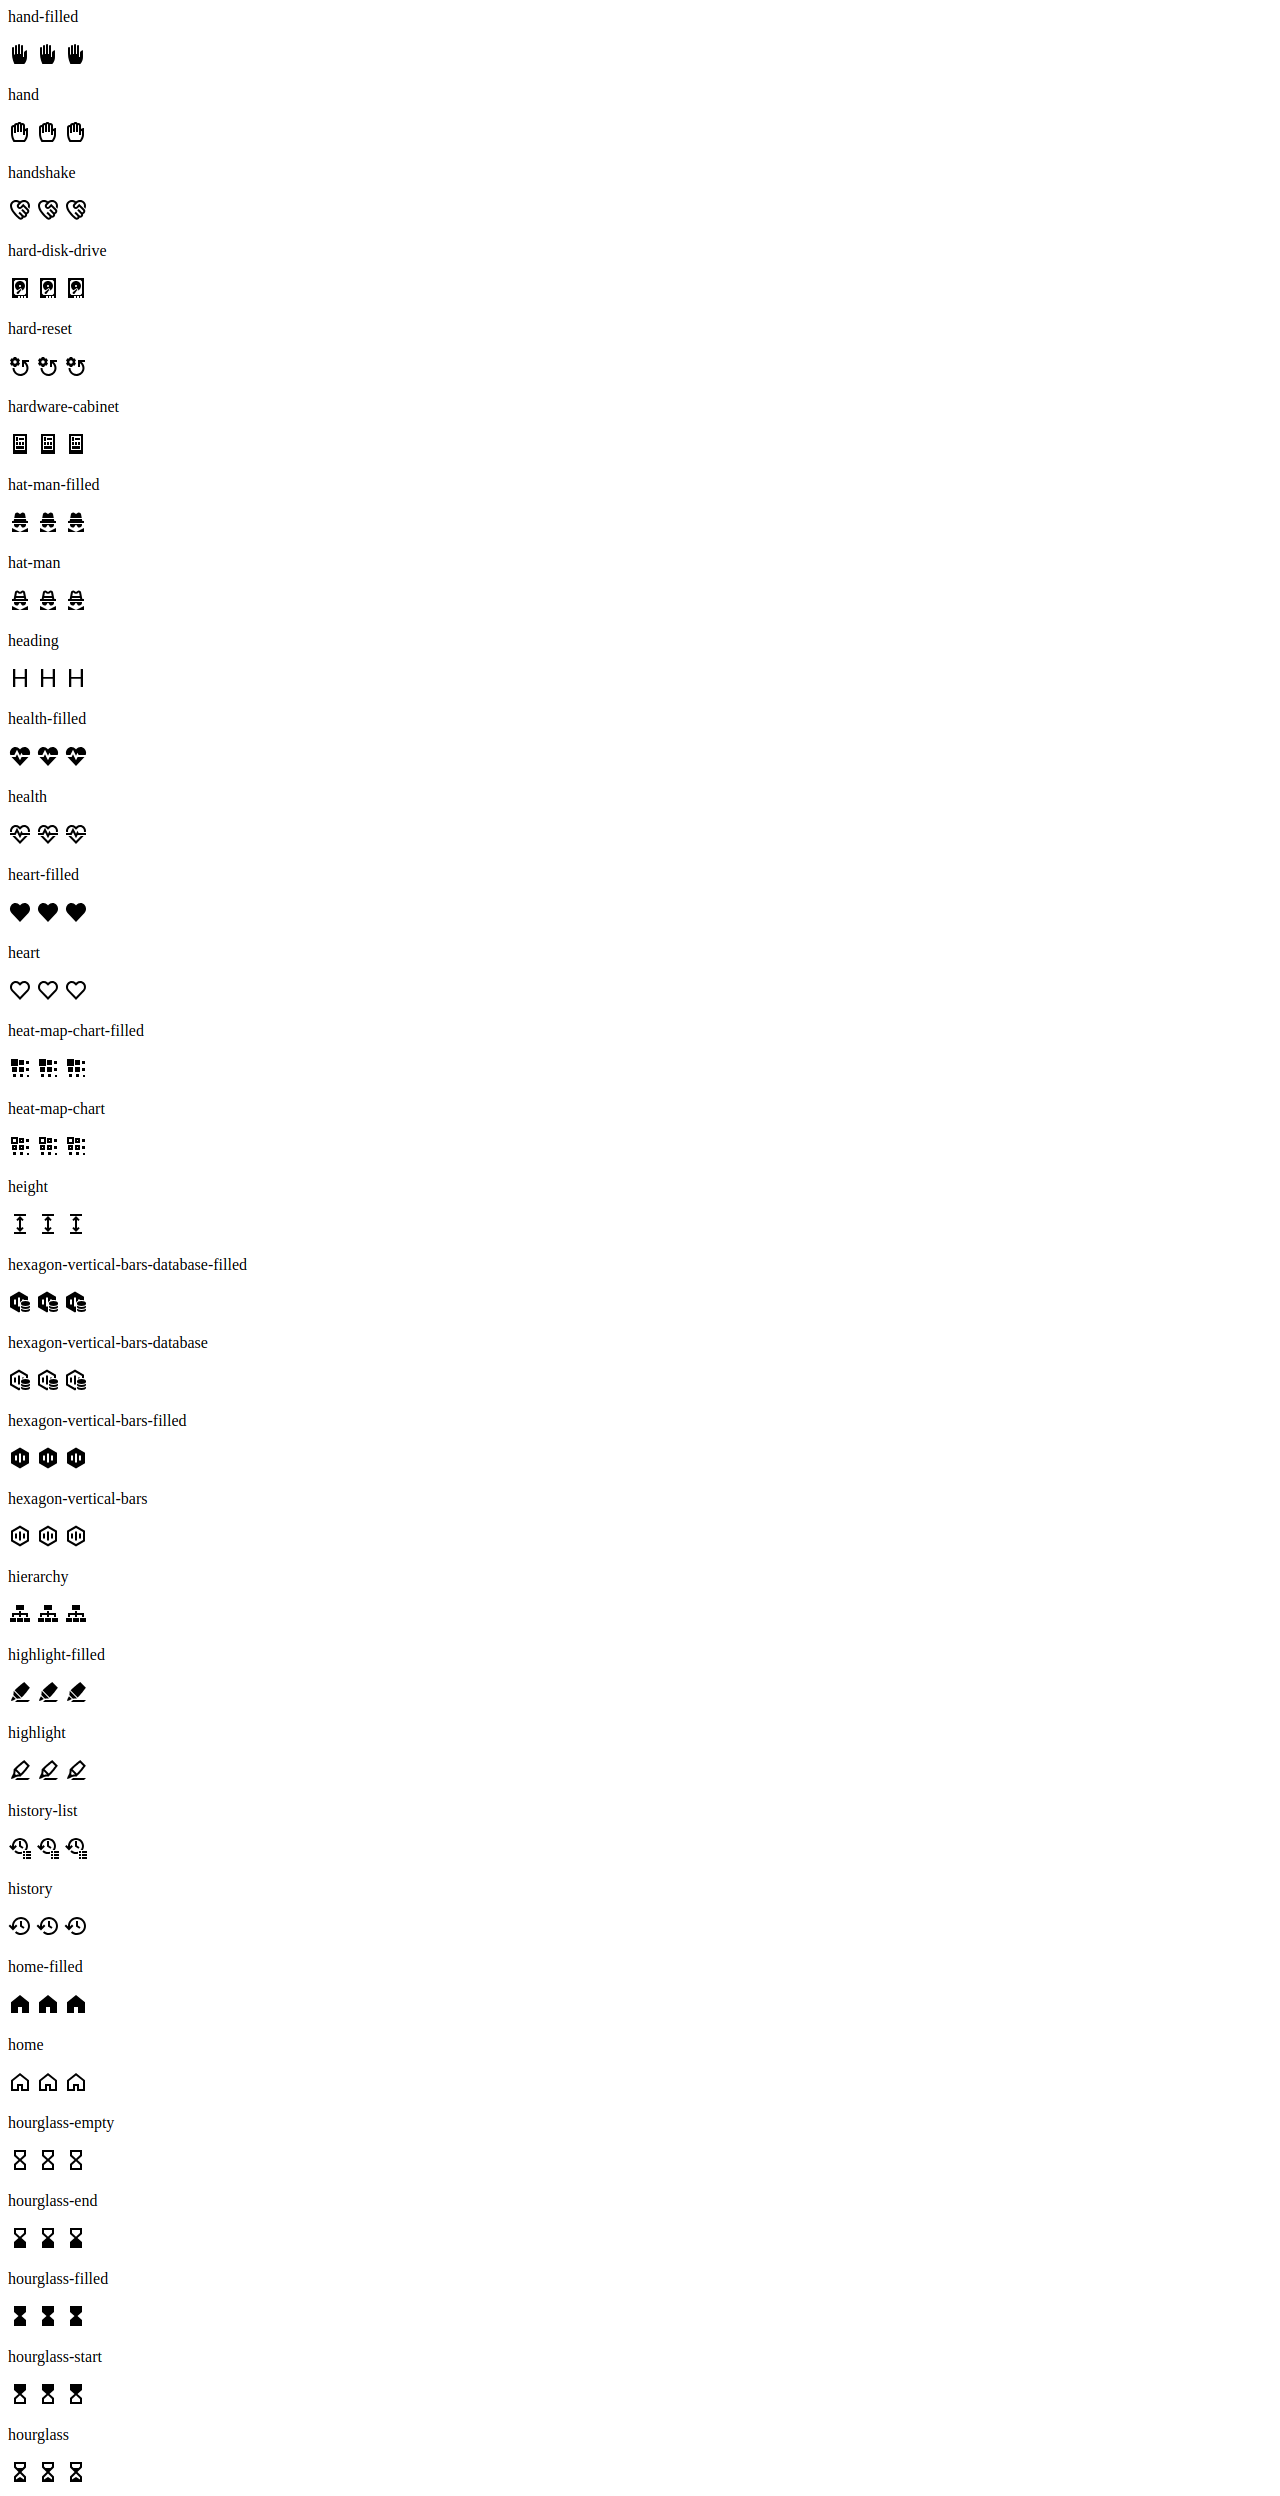 hand-filled
hand
handshake
hard-disk-drive
hard-reset
hardware-cabinet
hat-man-filled
hat-man
heading
health-filled
health
heart-filled
heart
heat-map-chart-filled
heat-map-chart
height
hexagon-vertical-bars-database-filled
hexagon-vertical-bars-database
hexagon-vertical-bars-filled
hexagon-vertical-bars
hierarchy
highlight-filled
highlight
history-list
history
home-filled
home
hourglass-empty
hourglass-end
hourglass-filled
hourglass-start
hourglass